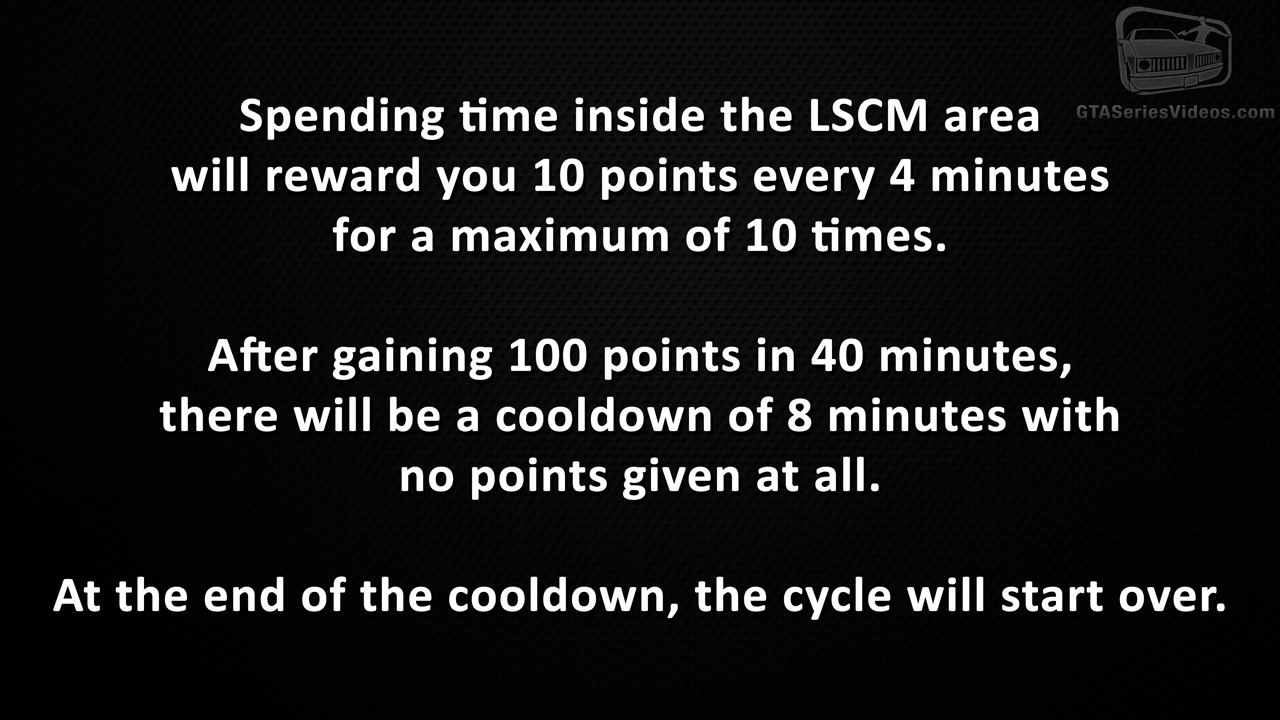 GTASeriesVideos.com
Spending time inside the LSCM area
will reward you 10 points every 4 minutes
for a maximum of 10 times.
After gaining 100 points in 40 minutes,
there will be a cooldown of 8 minutes with
no points given at all.
At the end of the cooldown, the cycle will start over.